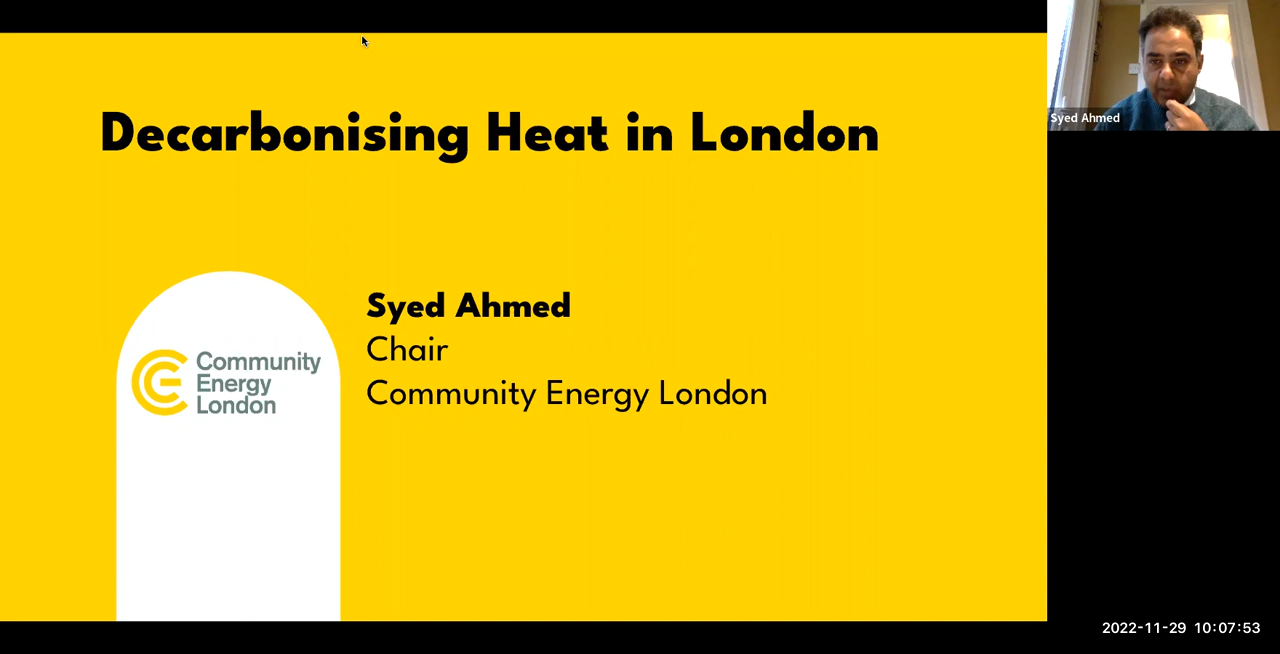 Decarbonising Heat in London
Syed Ahmed
Chair
Community Energy London
Community
Energy
London
Syed Ahmed
2022-11-29 10:07:53